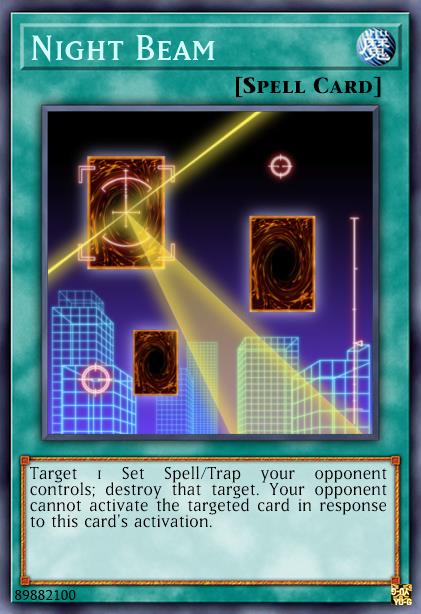 Night Beam
魔
[Spell Card]
Target 1 Set Spell/Trap your opponent
controls; destroy that target. Your opponent
cannot activate the targeted card in response
to this card's activation.
89882100